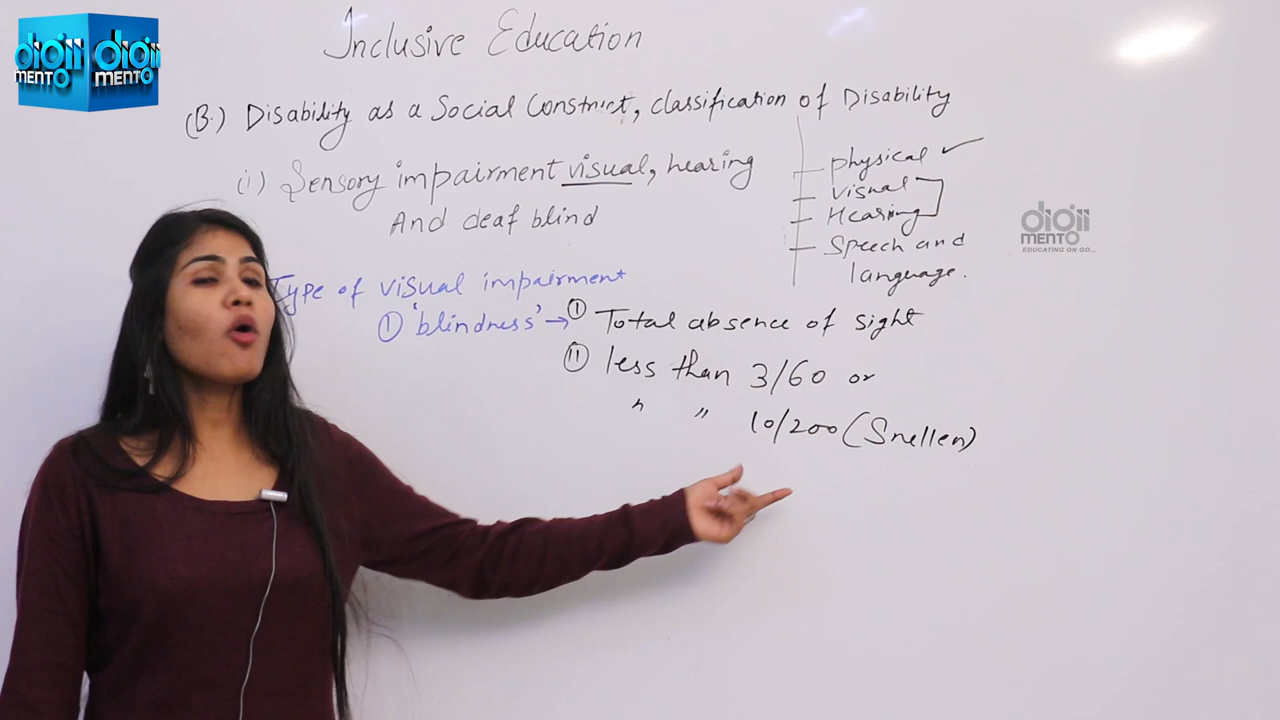 digii MENTO digii MENTO
Inclusive Education
(B.) Disability as a Social Construct, classification of Disability
physical ✓
(i) Sensory impairment visual, hearing
visual
Hearing
And deaf blind
Speech and
language.
digii MENTO
EDUCATING ON GO...
Type of visual impairment
① 'blindness' → ① Total absence of sight
② less than 3/60 or
" " 10/200 (Snellen)